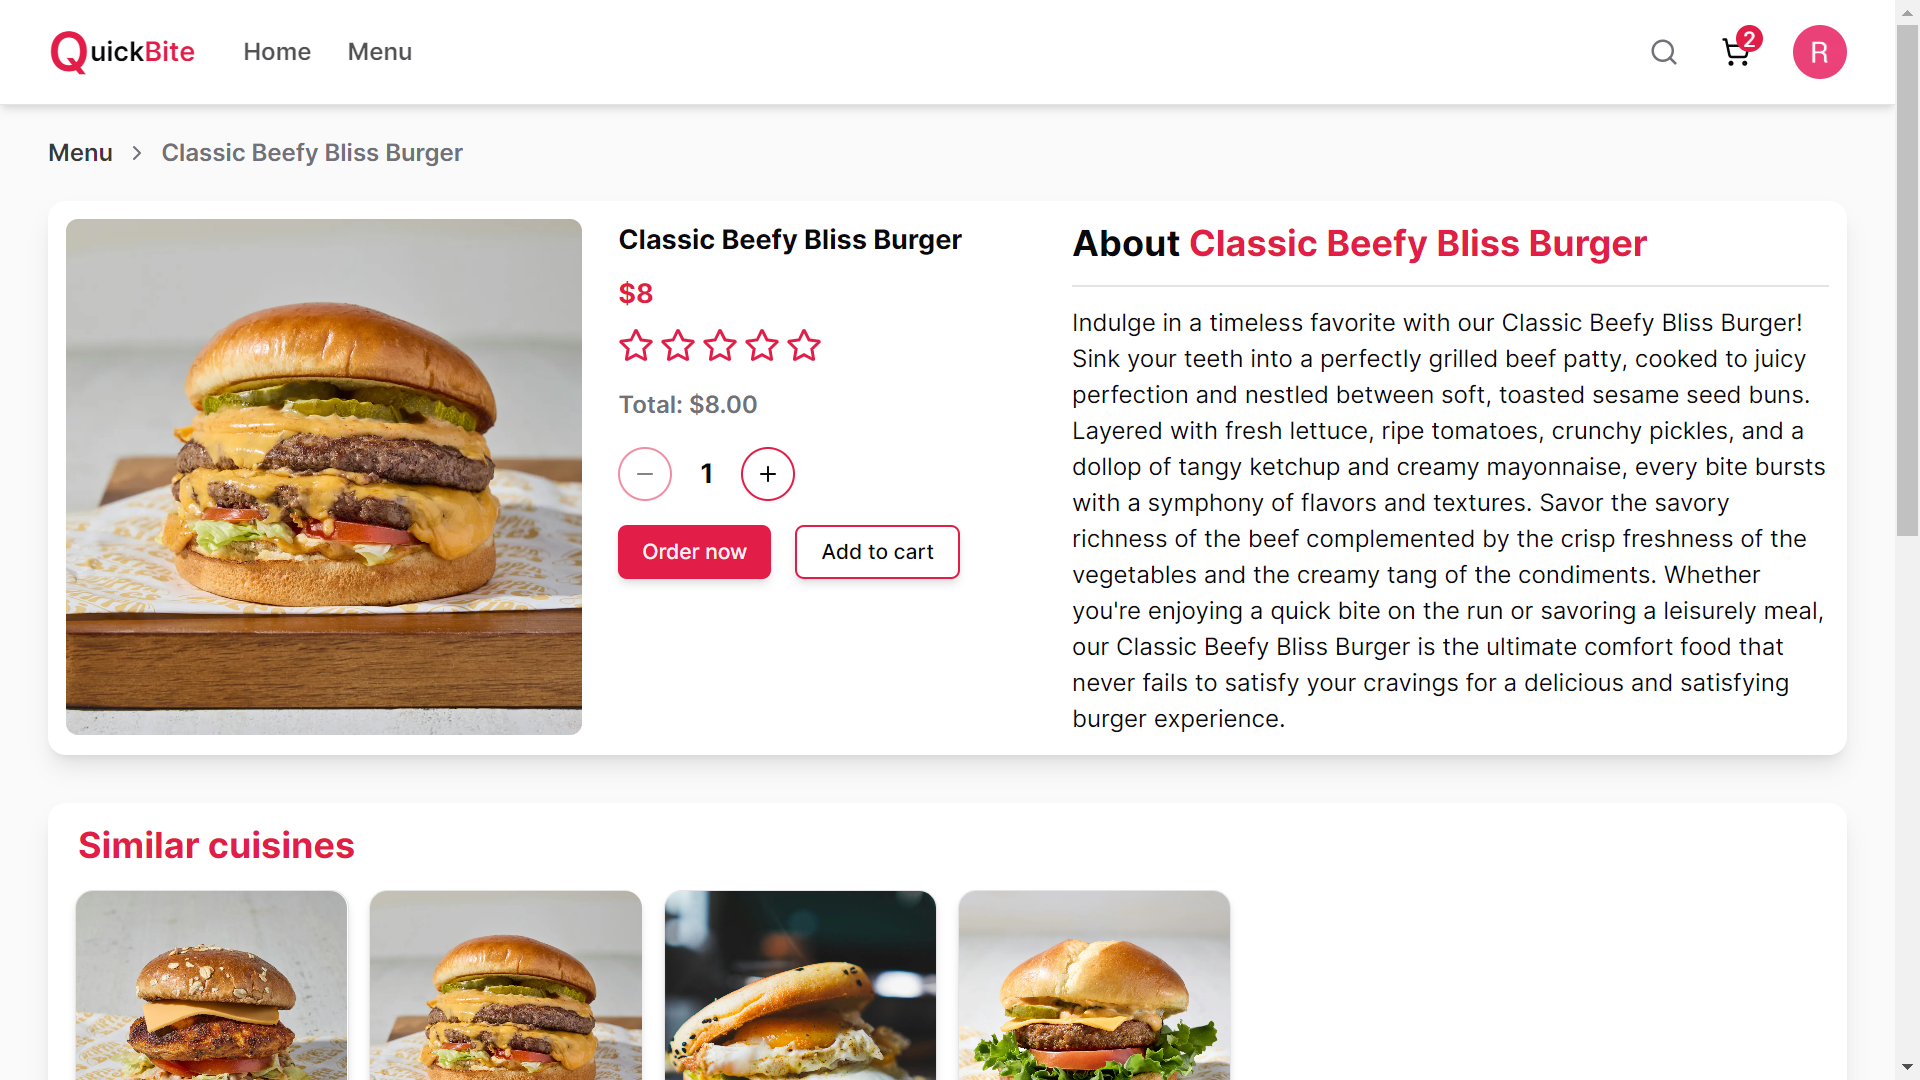 QuickBite
Home
Menu
2
R
Menu > Classic Beefy Bliss Burger
Classic Beefy Bliss Burger
$8
Total: $8.00
− 1 +
Order now
Add to cart
About Classic Beefy Bliss Burger
Indulge in a timeless favorite with our Classic Beefy Bliss Burger!
Sink your teeth into a perfectly grilled beef patty, cooked to juicy
perfection and nestled between soft, toasted sesame seed buns.
Layered with fresh lettuce, ripe tomatoes, crunchy pickles, and a
dollop of tangy ketchup and creamy mayonnaise, every bite bursts
with a symphony of flavors and textures. Savor the savory
richness of the beef complemented by the crisp freshness of the
vegetables and the creamy tang of the condiments. Whether
you're enjoying a quick bite on the run or savoring a leisurely meal,
our Classic Beefy Bliss Burger is the ultimate comfort food that
never fails to satisfy your cravings for a delicious and satisfying
burger experience.
Similar cuisines